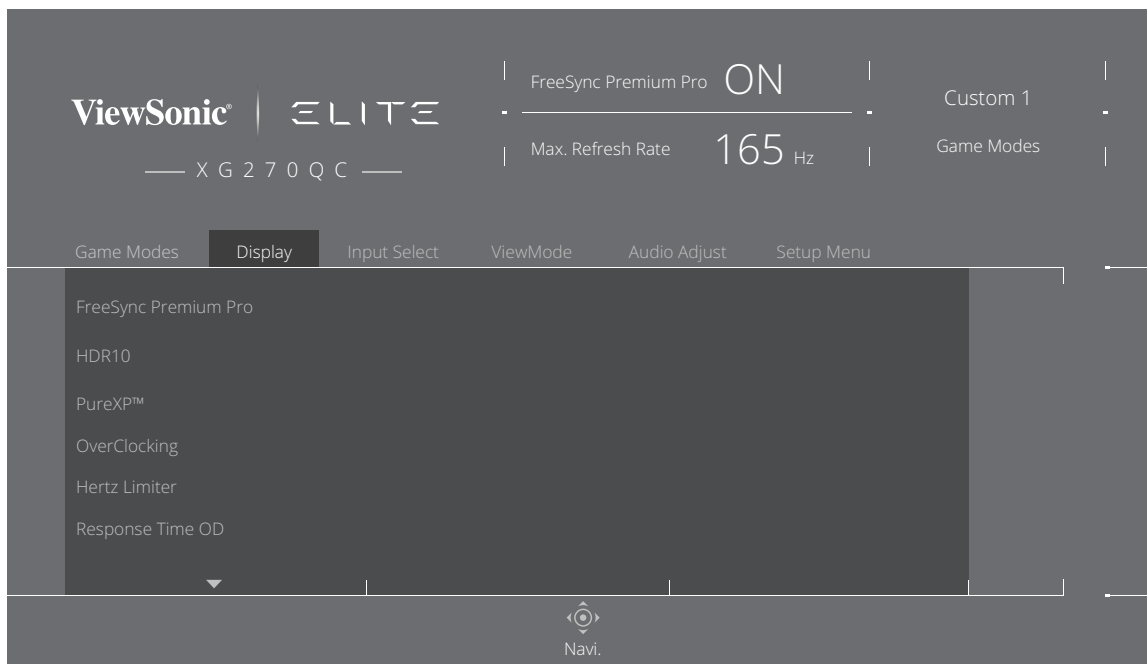 ViewSonic® ELITE
XG270QC
FreeSync Premium Pro ON
Max. Refresh Rate 165 Hz
Custom 1
Game Modes
Game Modes Display Input Select ViewMode Audio Adjust Setup Menu
FreeSync Premium Pro
HDR10
PureXP™
OverClocking
Hertz Limiter
Response Time OD
Navi.